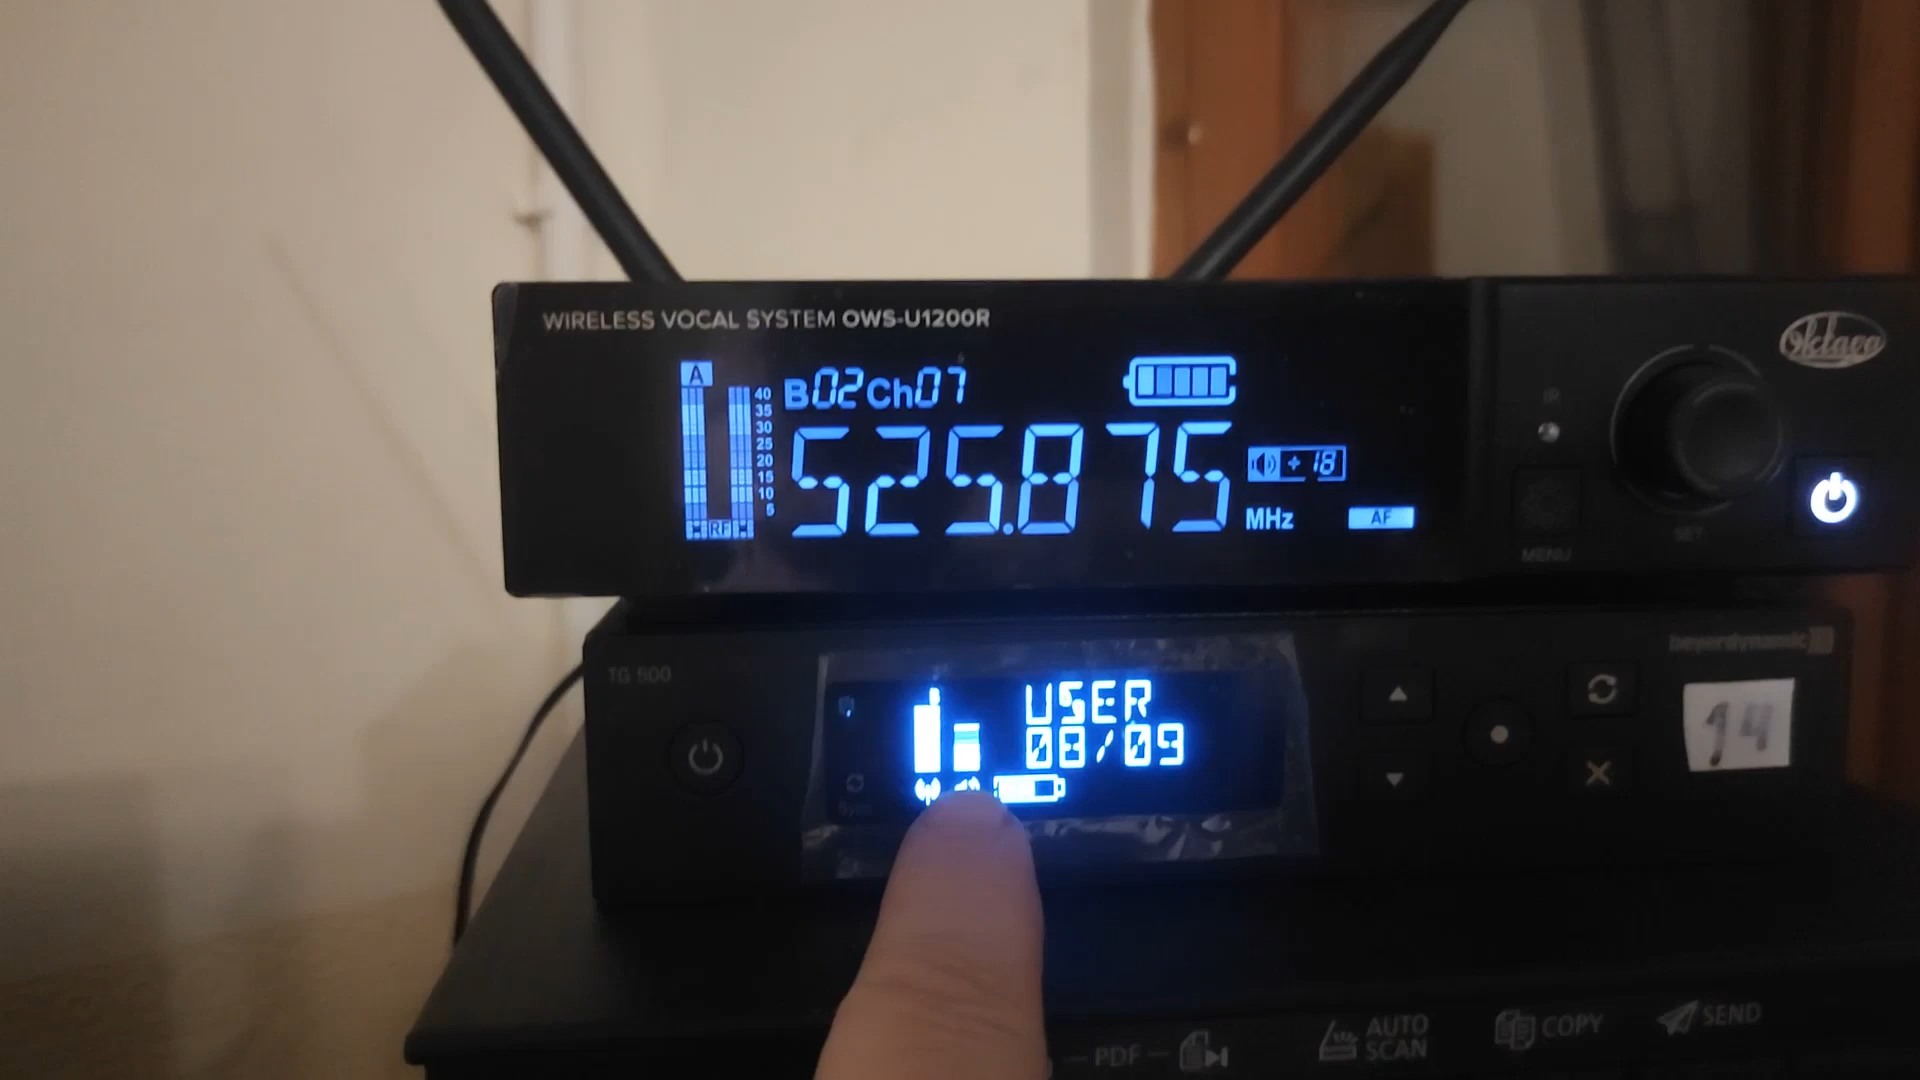 WIRELESS VOCAL SYSTEM OWS-U1200R
Oktava
A
B02Ch07
40
35
30
25
20
15
10
5
RF
525.875
MHz
+18
AF
IR
MENU
SET
TG 500
beyerdynamic
USER
08/09
Sync
14
PDF
AUTO
SCAN
COPY
SEND